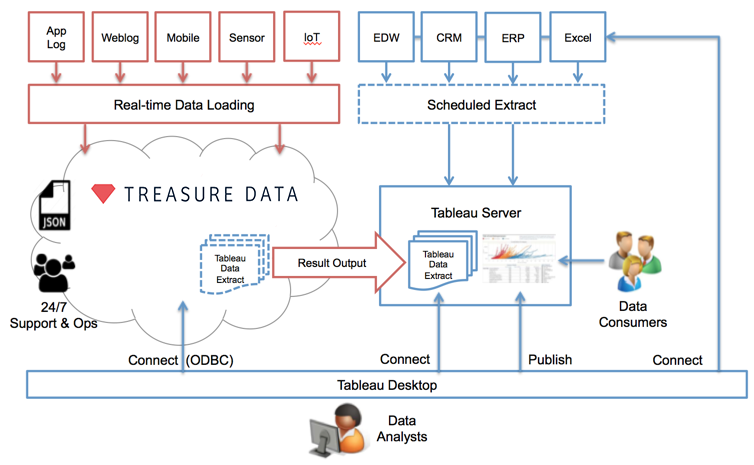 App
Log
Weblog
Mobile
Sensor
IoT
EDW
CRM
ERP
Excel
Real-time Data Loading
Scheduled Extract
JSON
TREASURE DATA
Tableau
Data
Extract
Result Output
Tableau Server
Tableau
Data
Extract
24/7
Support & Ops
Data
Consumers
Connect (ODBC)
Connect
Publish
Connect
Tableau Desktop
Data
Analysts